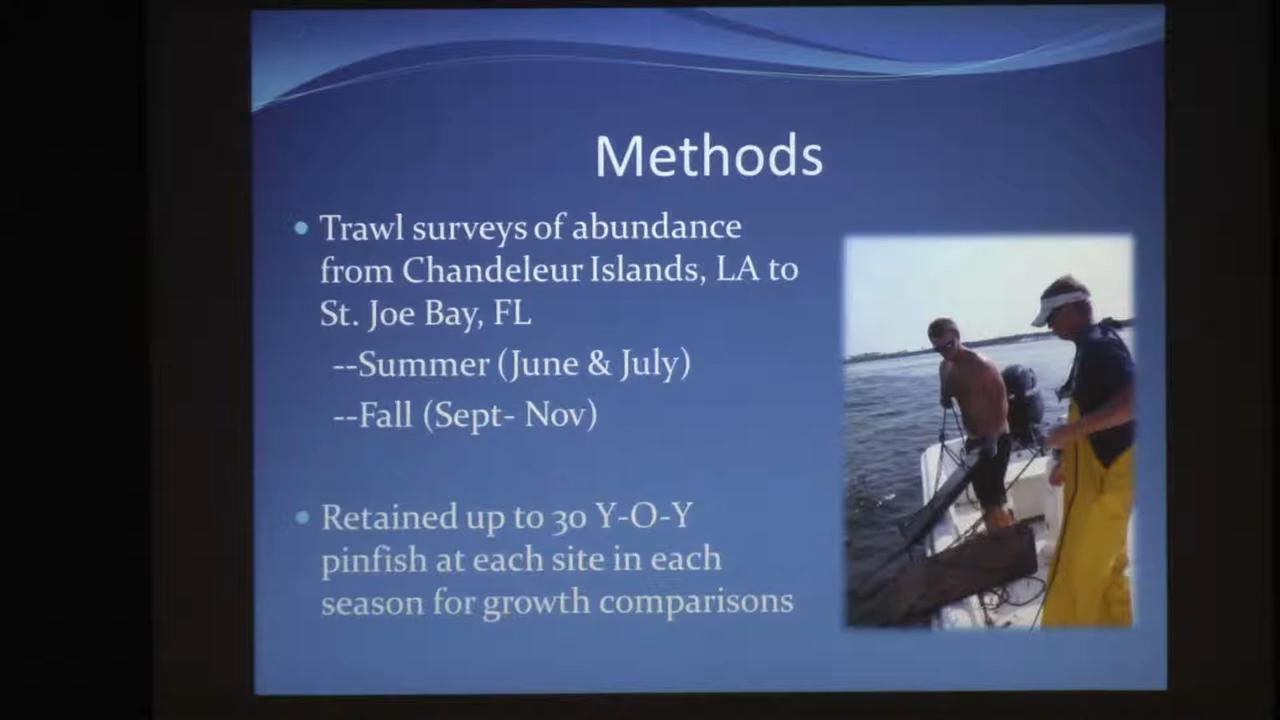 Methods
• Trawl surveys of abundance
from Chandeleur Islands, LA to
St. Joe Bay, FL
--Summer (June & July)
--Fall (Sept- Nov)
• Retained up to 30 Y-O-Y
pinfish at each site in each
season for growth comparisons